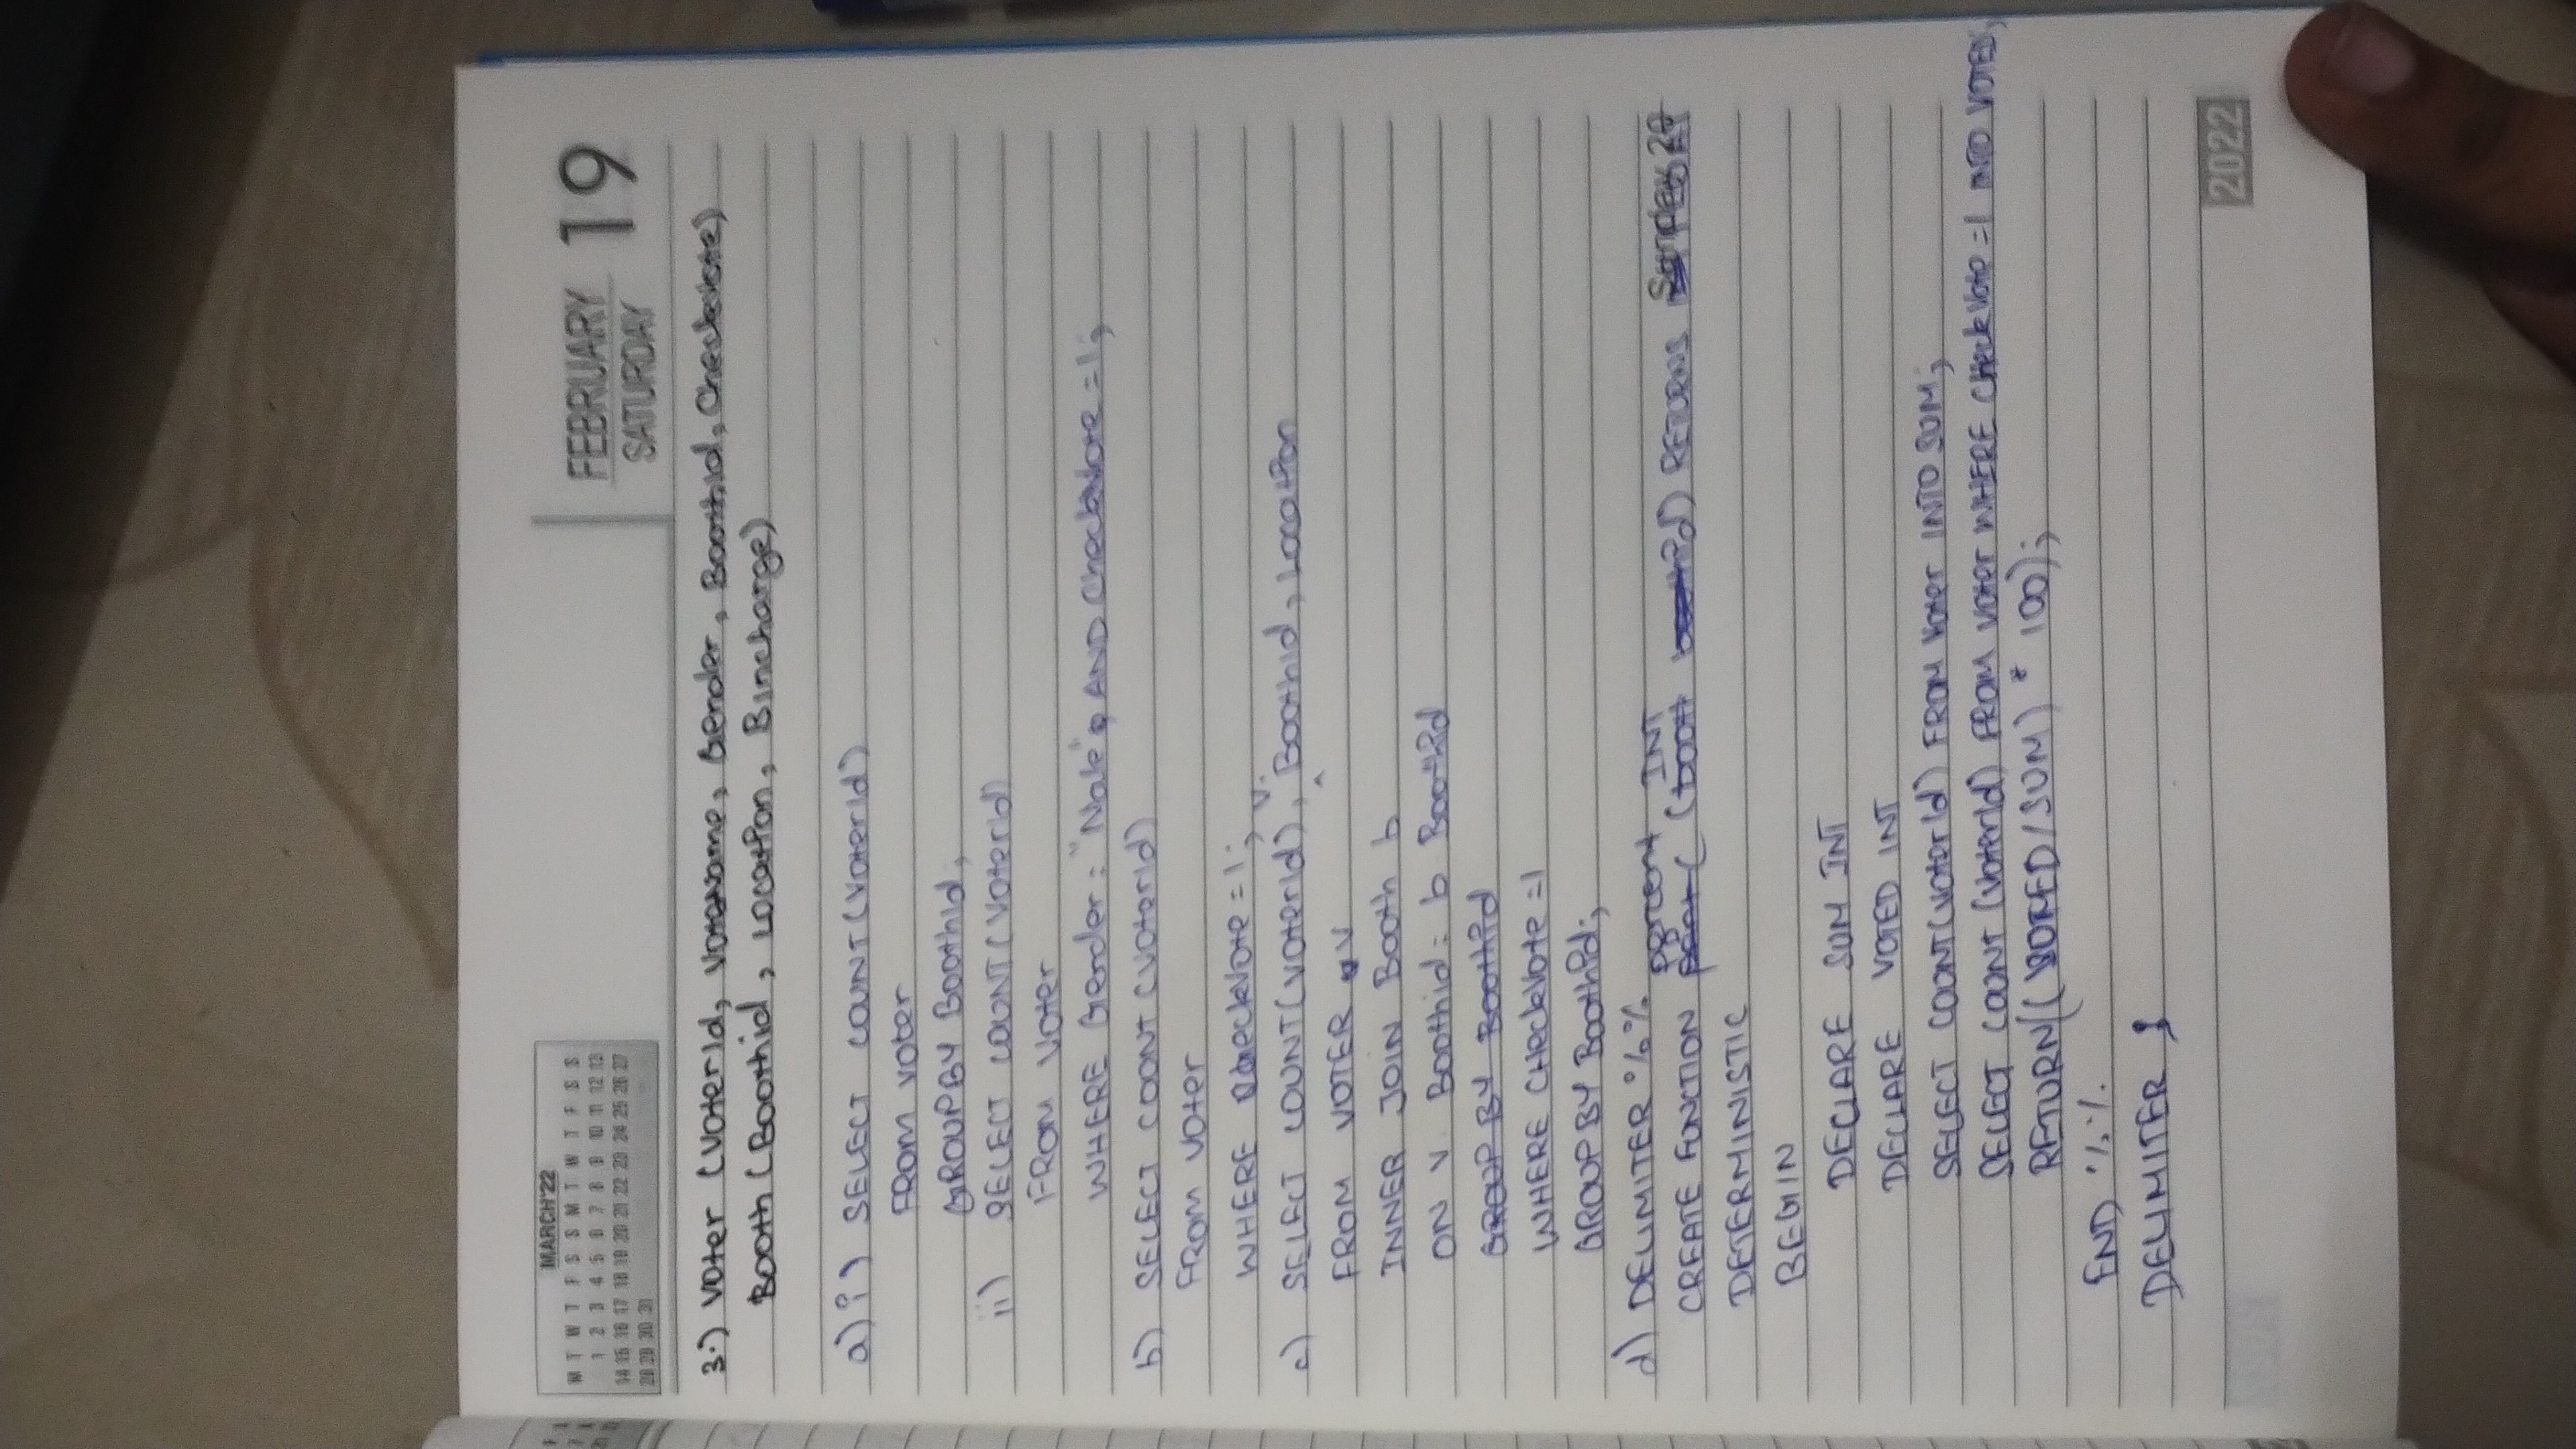 MARCH'22
M T W T F S S M T W T F S S
1 2 3 4 5 6 7 8 9 10 11 12 13
14 15 16 17 18 19 20 21 22 23 24 25 26 27
28 29 30 31
FEBRUARY 19
SATURDAY
3.) Voter (VoterId, VoteName, Gender, BoothId, CheckVote)
Booth (Boothid, Location, Bincharge)
a) i) SELECT COUNT(VoterId)
FROM voter
GROUP BY BoothId;
ii) SELECT COUNT(VoterId)
FROM Voter
WHERE Gender = "Male" AND CheckVote = 1;
b) SELECT COUNT (VoterId)
FROM Voter
WHERE CheckVote = 1;
c) SELECT COUNT(VoterId), v. Boothid, Location
FROM VOTER V
INNER JOIN Booth b
ON V. Boothid = b Boothid
GROUP BY Boothid
WHERE CHeckVote = 1
GROUP BY Boothid;
d) DELIMITER %%
CREATE FUNCTION percent (booth id INT) RETURNS
Sunday 20
DETERMINISTIC
BEGIN
DECLARE SUM INT
DECLARE VOTED INT
SELECT COUNT(VoterId) FROM Voter INTO SUM;
SELECT COUNT (VoterId) FROM Voter WHERE CheckVote = 1 INTO VOTED;
RETURN((VOTED/SUM) * 100);
END %%
DELIMITER ;
2022